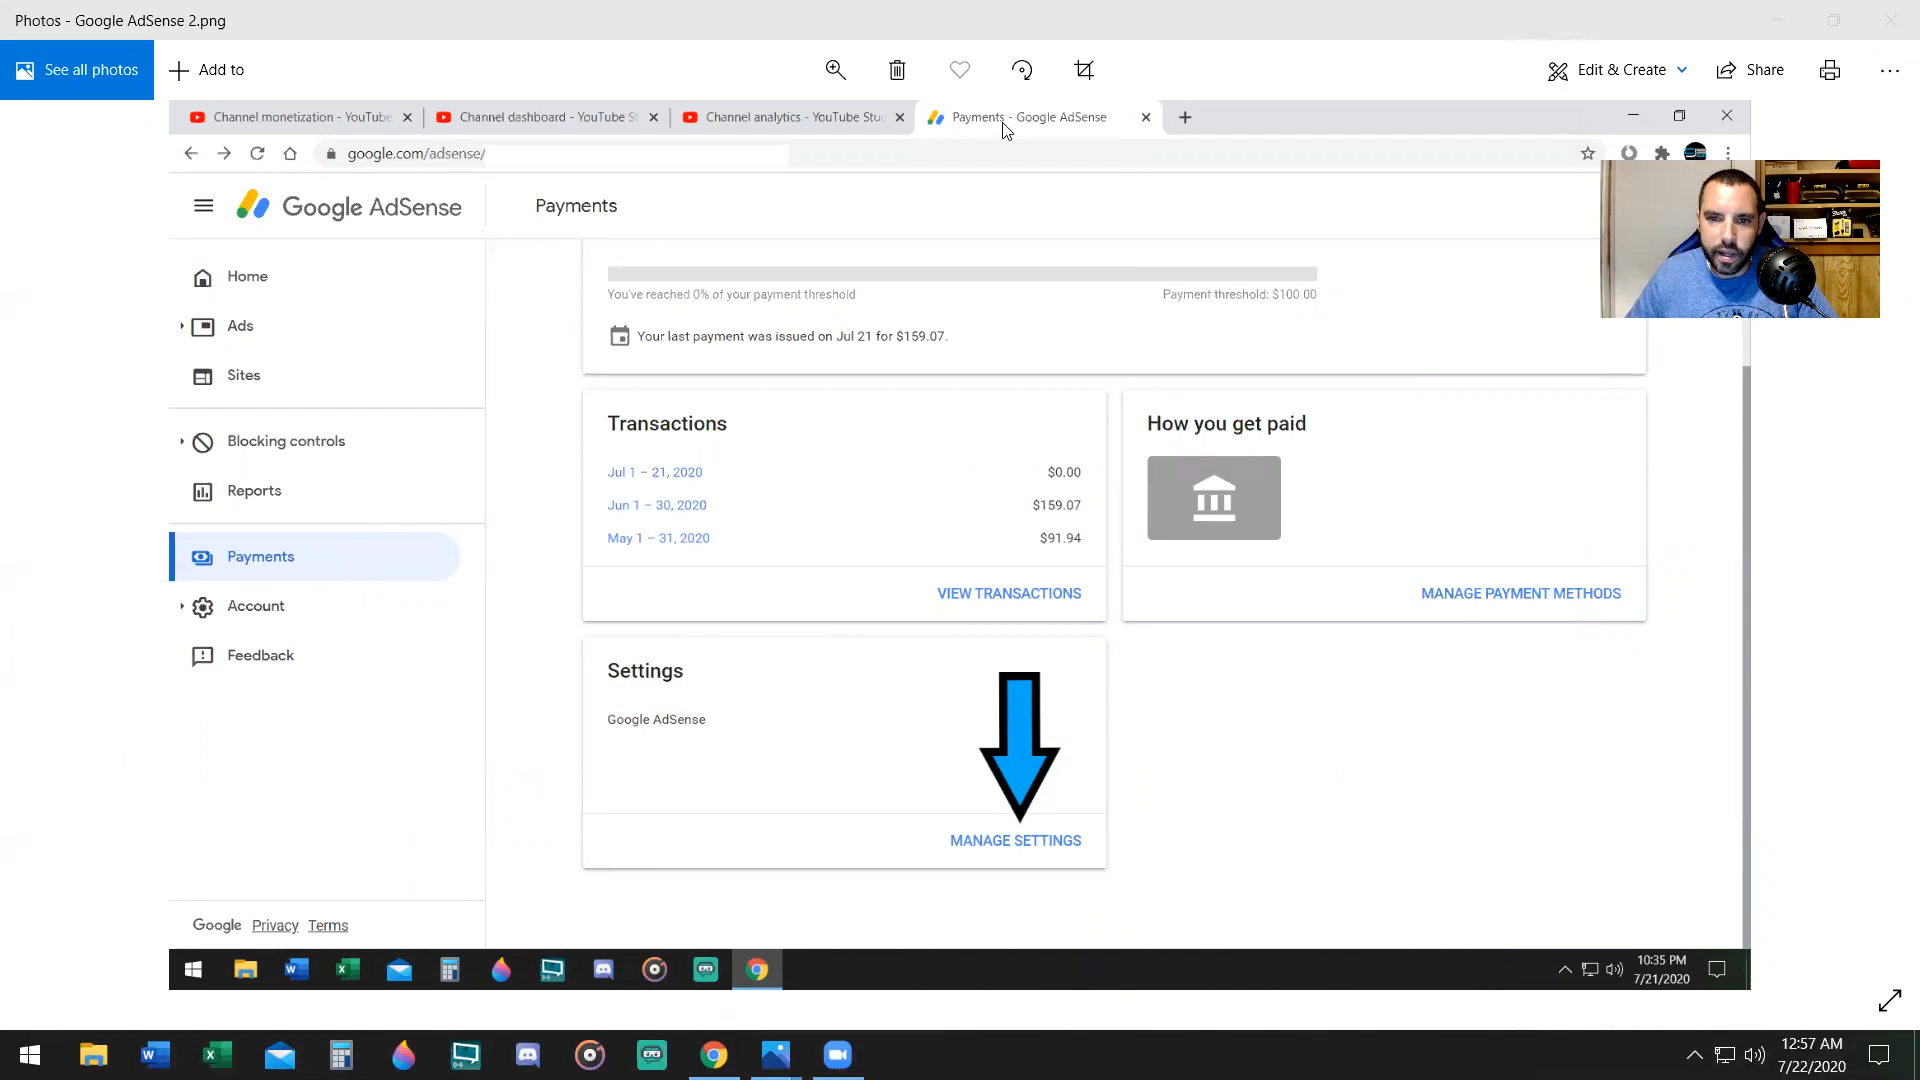 Photos - Google AdSense 2.png
See all photos
Add to
Edit & Create
Share
Channel monetization - YouTube
Channel dashboard - YouTube St
Channel analytics - YouTube Stud
Payments - Google AdSense
google.com/adsense/
Google AdSense
Payments
Home
Ads
Sites
Blocking controls
Reports
Payments
Account
Feedback
Google Privacy Terms
You've reached 0% of your payment threshold
Payment threshold: $100.00
Your last payment was issued on Jul 21 for $159.07.
Transactions
Jul 1 – 21, 2020 $0.00
Jun 1 – 30, 2020 $159.07
May 1 – 31, 2020 $91.94
VIEW TRANSACTIONS
How you get paid
MANAGE PAYMENT METHODS
Settings
Google AdSense
MANAGE SETTINGS
10:35 PM
7/21/2020
12:57 AM
7/22/2020